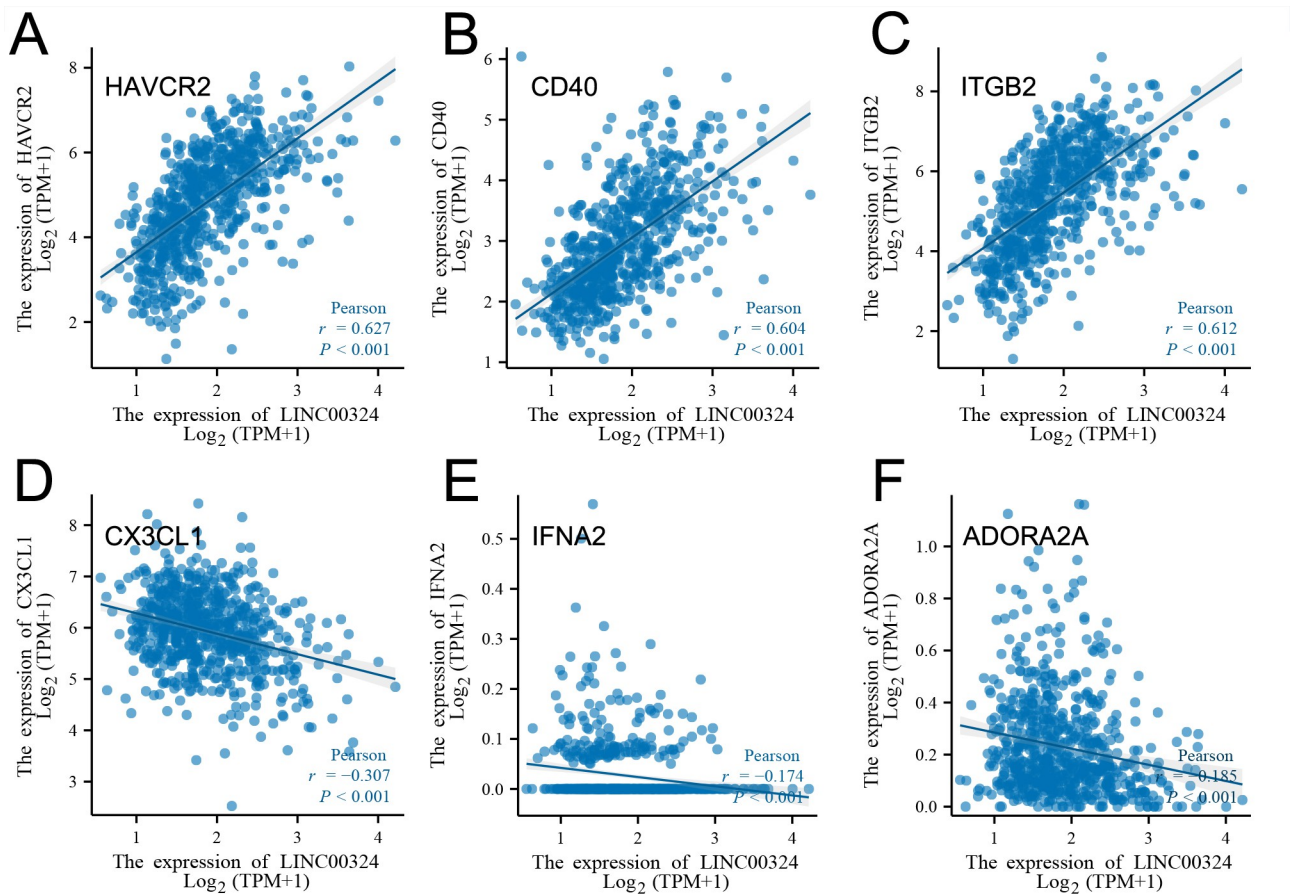 A
HAVCR2
The expression of HAVCR2
Log2 (TPM+1)
8
6
4
2
Pearson
r = 0.627
P < 0.001
1 2 3 4
The expression of LINC00324
Log2 (TPM+1)
B
CD40
The expression of CD40
Log2 (TPM+1)
6
5
4
3
2
1
Pearson
r = 0.604
P < 0.001
1 2 3 4
The expression of LINC00324
Log2 (TPM+1)
C
ITGB2
The expression of ITGB2
Log2 (TPM+1)
8
6
4
2
Pearson
r = 0.612
P < 0.001
1 2 3 4
The expression of LINC00324
Log2 (TPM+1)
D
CX3CL1
The expression of CX3CL1
Log2 (TPM+1)
8
7
6
5
4
3
Pearson
r = −0.307
P < 0.001
1 2 3 4
The expression of LINC00324
Log2 (TPM+1)
E
IFNA2
The expression of IFNA2
Log2 (TPM+1)
0.5
0.4
0.3
0.2
0.1
0.0
Pearson
r = −0.174
P < 0.001
1 2 3 4
The expression of LINC00324
Log2 (TPM+1)
F
ADORA2A
The expression of ADORA2A
Log2 (TPM+1)
1.0
0.8
0.6
0.4
0.2
0.0
Pearson
r = −0.185
P < 0.001
1 2 3 4
The expression of LINC00324
Log2 (TPM+1)